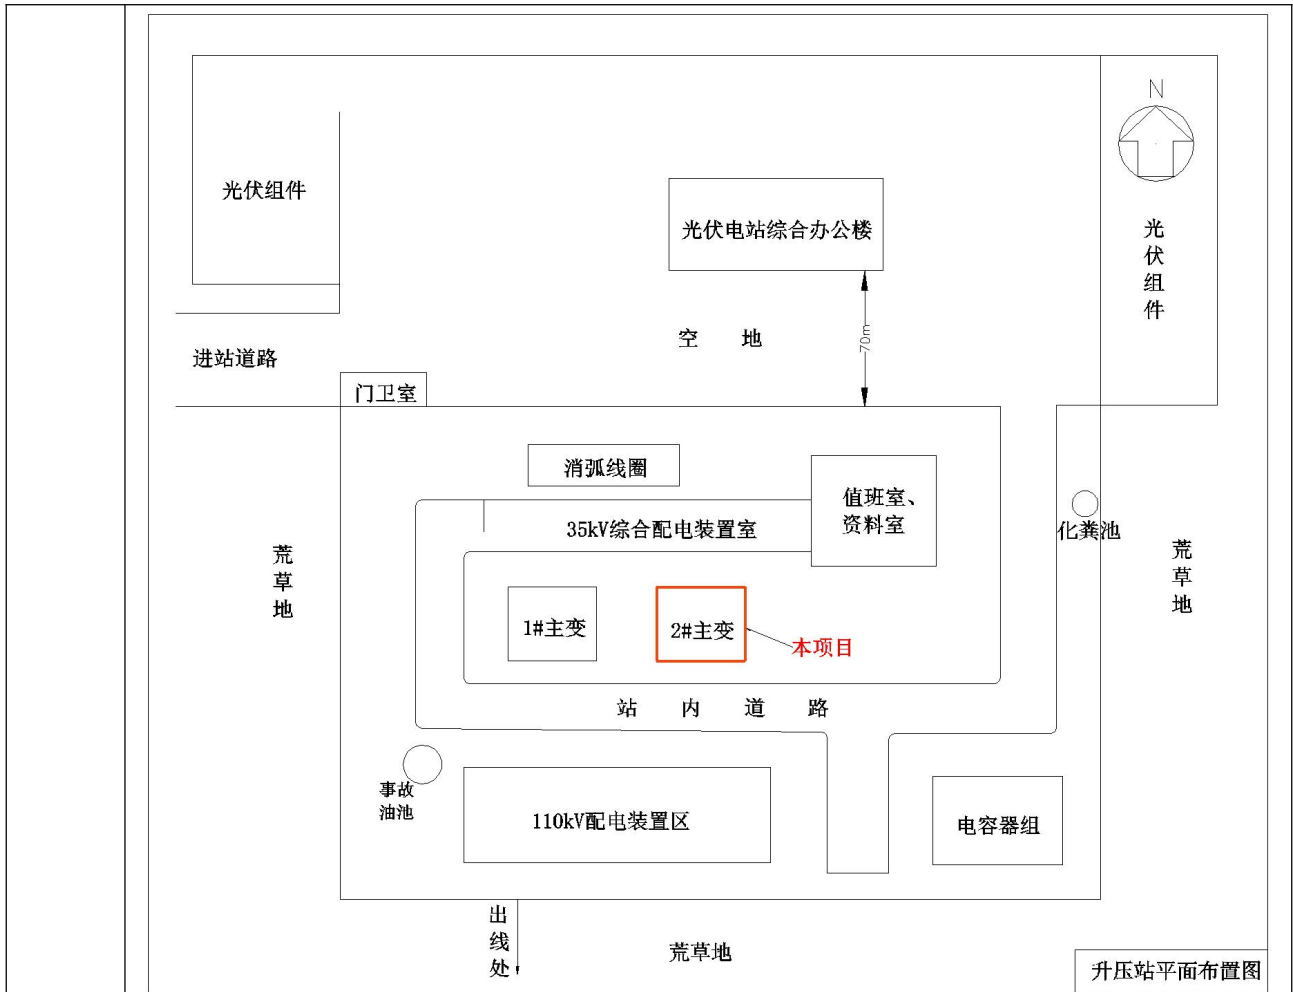 N
光伏组件
光伏电站综合办公楼
光
伏
组
件
空 地
70m
进站道路
门卫室
消弧线圈
值班室、
资料室
35kV综合配电装置室
化粪池
荒
草
地
荒
草
地
1#主变
2#主变
本项目
站 内 道 路
事故
油池
110kV配电装置区
电容器组
出
线
处
荒草地
升压站平面布置图